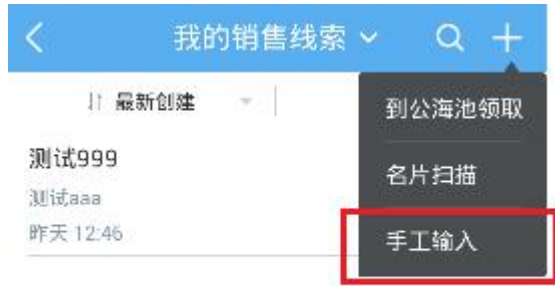 我的销售线索
最新创建
到公海池领取
测试999
名片扫描
测试aaa
昨天 12:46
手工输入